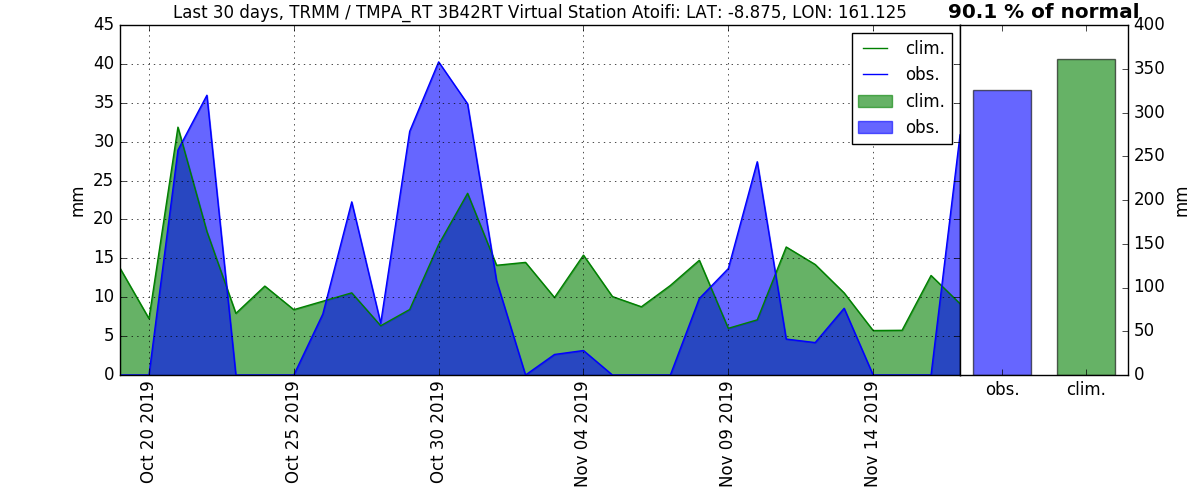 Last 30 days, TRMM / TMPA_RT 3B42RT Virtual Station Atoifi: LAT: -8.875, LON: 161.125
90.1 % of normal
45
40
35
30
25
20
15
10
5
0
mm
clim.
obs.
clim.
obs.
400
350
300
250
200
150
100
50
0
mm
Oct 20 2019
Oct 25 2019
Oct 30 2019
Nov 04 2019
Nov 09 2019
Nov 14 2019
obs.
clim.